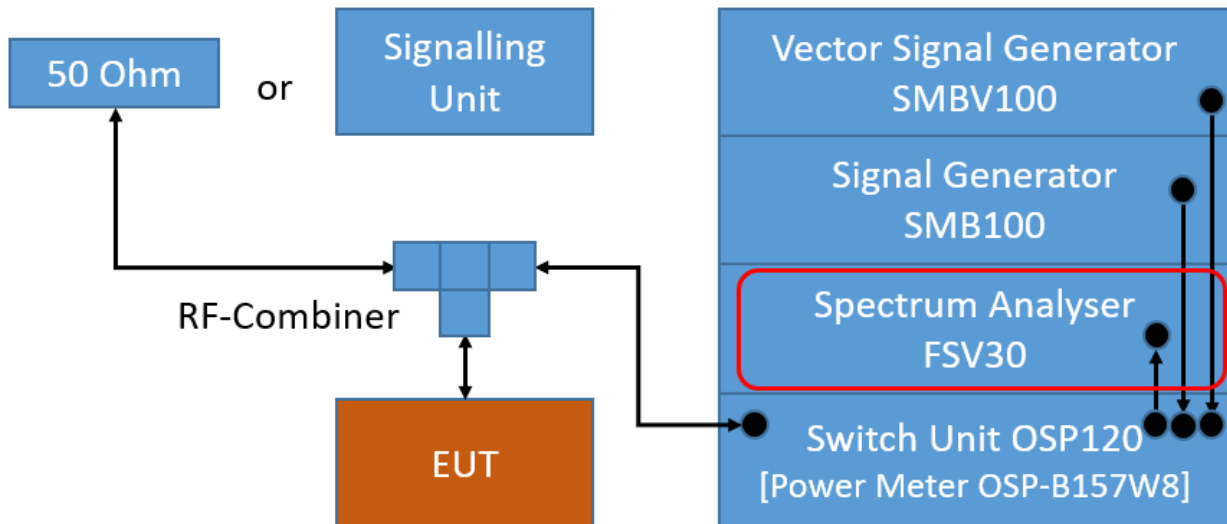 50 Ohm
or
Signalling
Unit
Vector Signal Generator
SMBV100
Signal Generator
SMB100
Spectrum Analyser
FSV30
RF-Combiner
EUT
Switch Unit OSP120
[Power Meter OSP-B157W8]